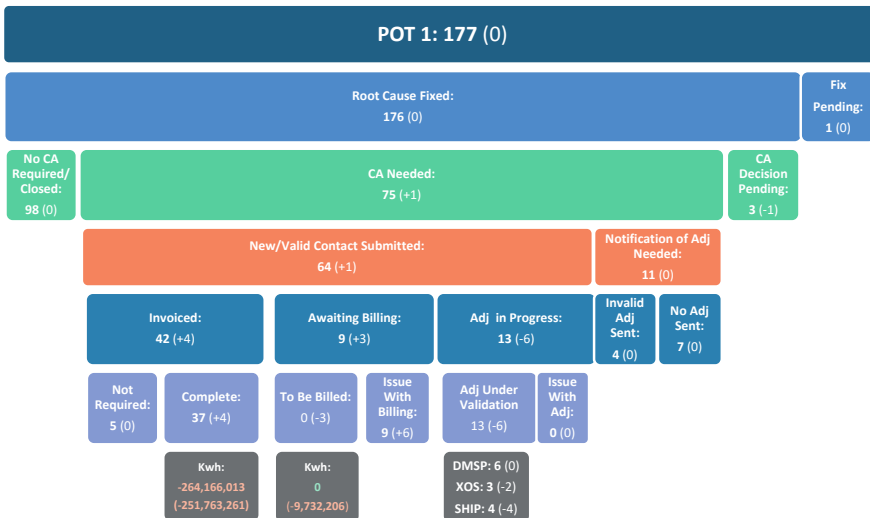 POT 1: 177 (0)
Root Cause Fixed:
176 (0)
Fix
Pending:
1 (0)
No CA
Required/
Closed:
98 (0)
CA Needed:
75 (+1)
CA
Decision
Pending:
3 (-1)
New/Valid Contact Submitted:
64 (+1)
Notification of Adj
Needed:
11 (0)
Invoiced:
42 (+4)
Awaiting Billing:
9 (+3)
Adj in Progress:
13 (-6)
Invalid
Adj
Sent:
4 (0)
No Adj
Sent:
7 (0)
Not
Required:
5 (0)
Complete:
37 (+4)
To Be Billed:
0 (-3)
Issue
With
Billing:
9 (+6)
Adj Under
Validation
13 (-6)
Issue
With
Adj:
0 (0)
Kwh:
-264,166,013
(-251,763,261)
Kwh:
0
(-9,732,206)
DMSP: 6 (0)
XOS: 3 (-2)
SHIP: 4 (-4)